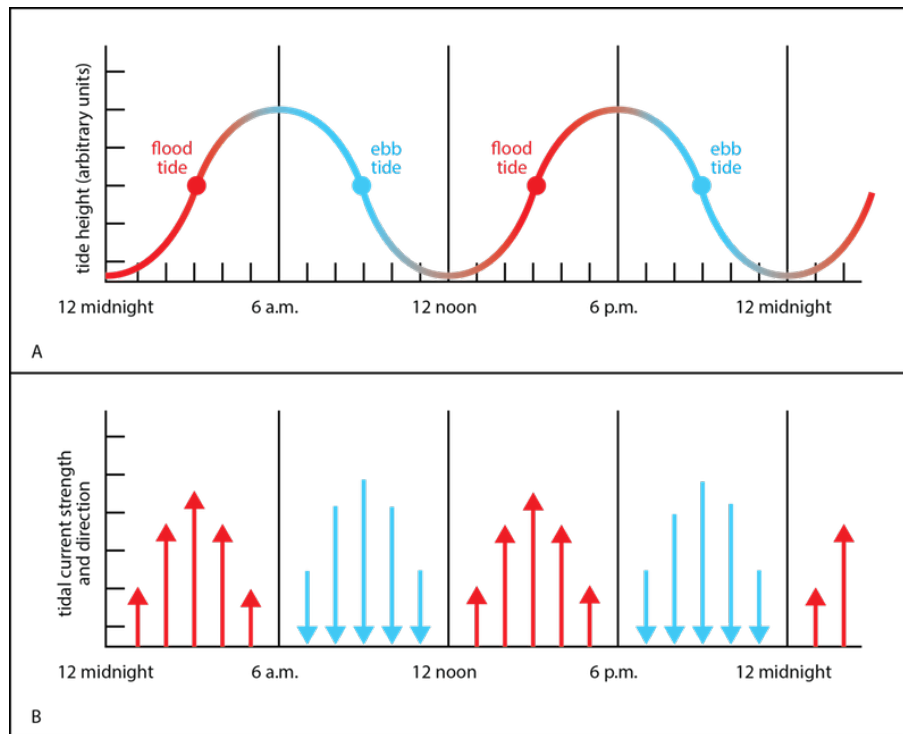 tide height (arbitrary units)
flood
tide
ebb
tide
flood
tide
ebb
tide
12 midnight
6 a.m.
12 noon
6 p.m.
12 midnight
A
tidal current strength
and direction
12 midnight
6 a.m.
12 noon
6 p.m.
12 midnight
B